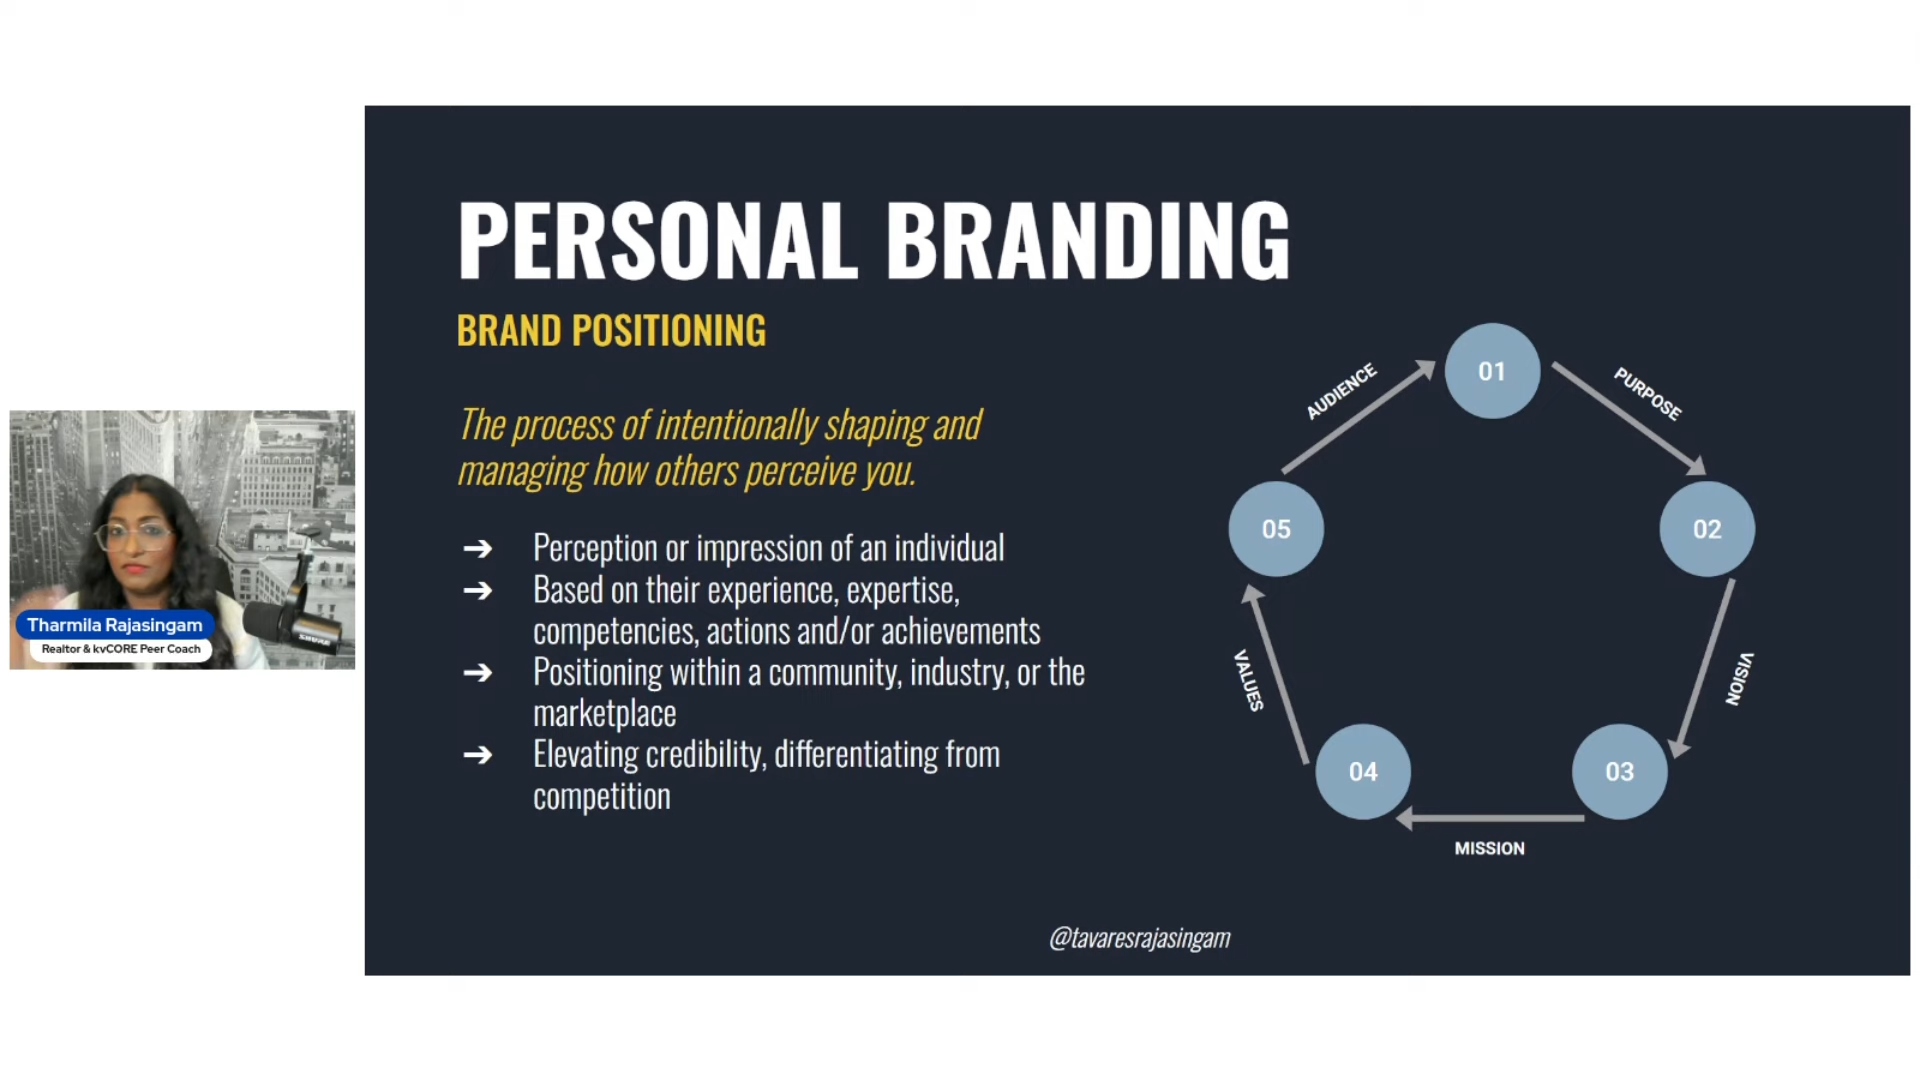 PERSONAL BRANDING
BRAND POSITIONING
The process of intentionally shaping and
managing how others perceive you.
➔ Perception or impression of an individual
➔ Based on their experience, expertise,
competencies, actions and/or achievements
➔ Positioning within a community, industry, or the
marketplace
➔ Elevating credibility, differentiating from
competition
01
PURPOSE
02
VISION
03
MISSION
04
VALUES
05
AUDIENCE
@tavaresrajasingam
Tharmila Rajasingam
Realtor & kvCORE Peer Coach
SHURE